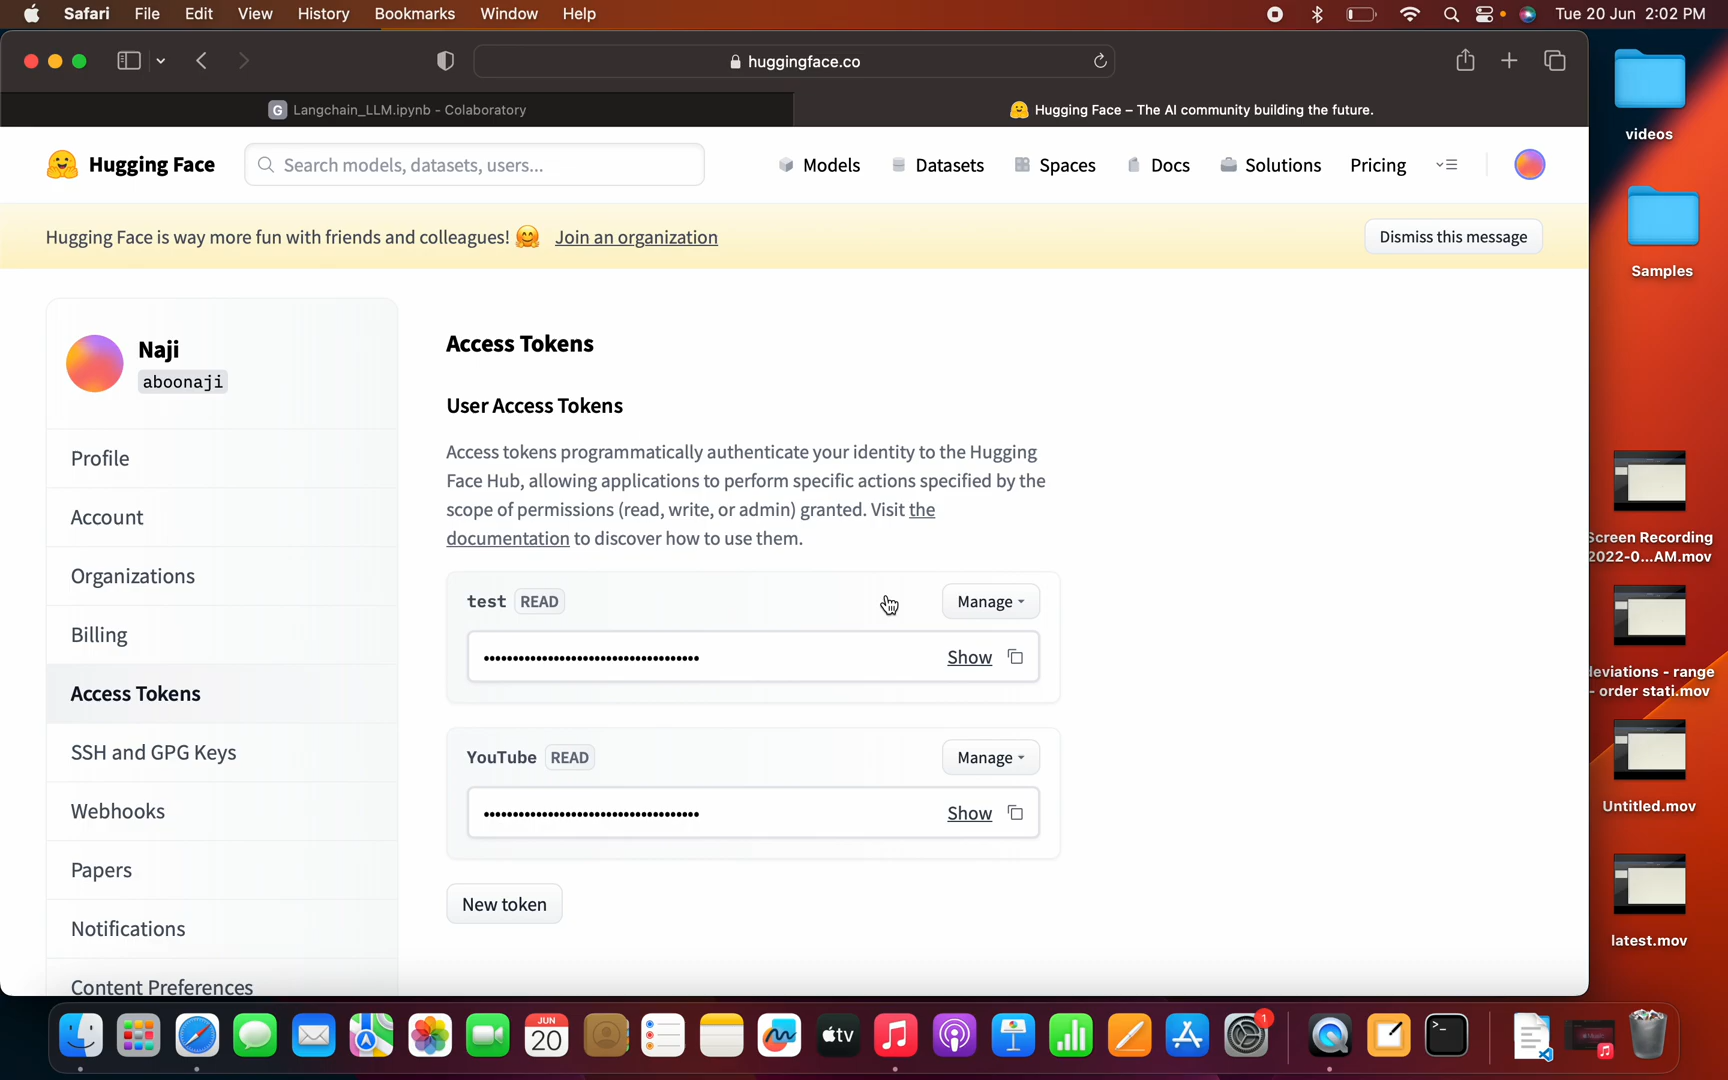 Safari File Edit View History Bookmarks Window Help Tue 20 Jun 2:02 PM
huggingface.co
G Langchain_LLM.ipynb - Colaboratory
Hugging Face – The AI community building the future.
Hugging Face
Search models, datasets, users...
Models Datasets Spaces Docs Solutions Pricing
Hugging Face is way more fun with friends and colleagues! 🤗 Join an organization
Dismiss this message
Naji
aboonaji
Profile
Account
Organizations
Billing
Access Tokens
SSH and GPG Keys
Webhooks
Papers
Notifications
Content Preferences
Access Tokens
User Access Tokens
Access tokens programmatically authenticate your identity to the Hugging
Face Hub, allowing applications to perform specific actions specified by the
scope of permissions (read, write, or admin) granted. Visit the
documentation to discover how to use them.
test READ Manage
•••••••••••••••••••••••••••••••••••• Show
YouTube READ Manage
•••••••••••••••••••••••••••••••••••• Show
New token
videos
Samples
Screen Recording
2022-0...AM.mov
deviations - range
- order stati.mov
Untitled.mov
latest.mov
JUN
20
tv
1
>_